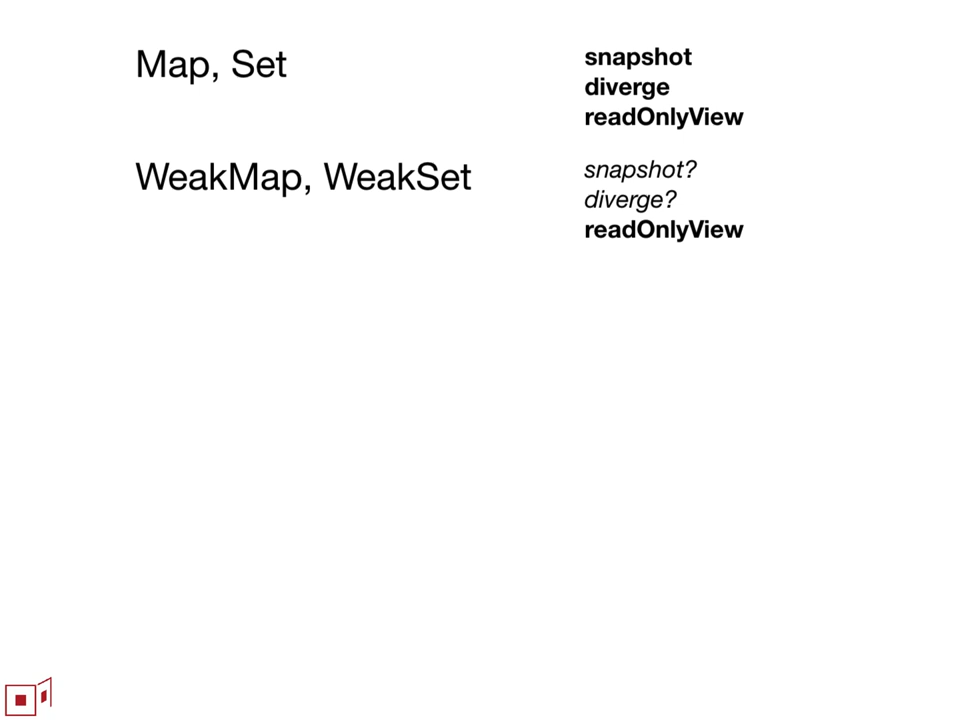 Map, Set
snapshot
diverge
readOnlyView
WeakMap, WeakSet
snapshot?
diverge?
readOnlyView